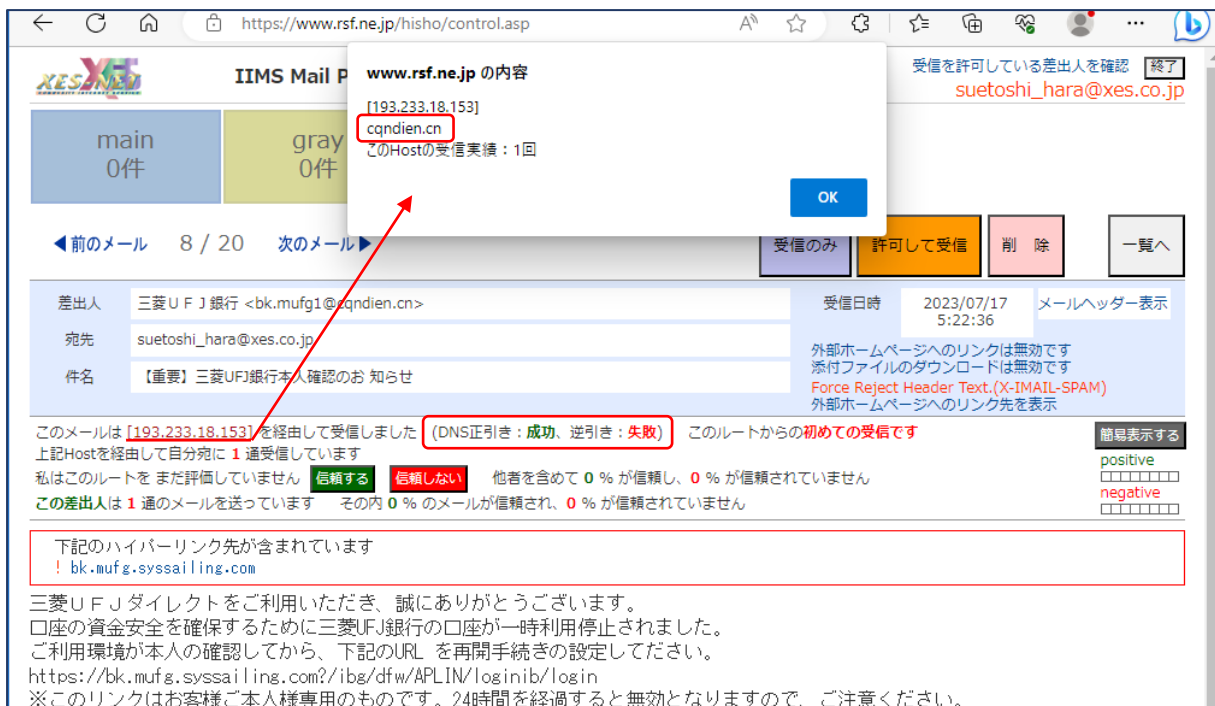 https://www.rsf.ne.jp/hisho/control.asp
XES NET
IIMS Mail P
受信を許可している差出人を確認 終了
suetoshi_hara@xes.co.jp
www.rsf.ne.jp の内容
[193.233.18.153]
cqndien.cn
このHostの受信実績：1回
OK
main
0件
gray
0件
◀前のメール 8 / 20 次のメール▶
受信のみ 許可して受信 削 除 一覧へ
差出人 三菱ＵＦＪ銀行 <bk.mufg1@cqndien.cn>
受信日時 2023/07/17
5:22:36
メールヘッダー表示
宛先 suetoshi_hara@xes.co.jp
件名 【重要】三菱UFJ銀行本人確認のお 知らせ
外部ホームページへのリンクは無効です
添付ファイルのダウンロードは無効です
Force Reject Header Text.(X-IMAIL-SPAM)
外部ホームページへのリンク先を表示
このメールは [193.233.18.153] を経由して受信しました (DNS正引き：成功、逆引き：失敗) このルートからの初めての受信です
簡易表示する
上記Hostを経由して自分宛に 1 通受信しています
私はこのルートを まだ評価していません 信頼する 信頼しない 他者を含めて 0 % が信頼し、0 % が信頼されていません
この差出人は 1 通のメールを送っています その内 0 % のメールが信頼され、0 % が信頼されていません
positive
negative
下記のハイパーリンク先が含まれています
! bk.mufg.syssailing.com
三菱ＵＦＪダイレクトをご利用いただき、誠にありがとうございます。
口座の資金安全を確保するために三菱UFJ銀行の口座が一時利用停止されました。
ご利用環境が本人の確認してから、下記のURL を再開手続きの設定してださい。
https://bk.mufg.syssailing.com?/ibg/dfw/APLIN/loginib/login
※このリンクはお客様ご本人様専用のものです。24時間を経過すると無効となりますので、ご注意ください。